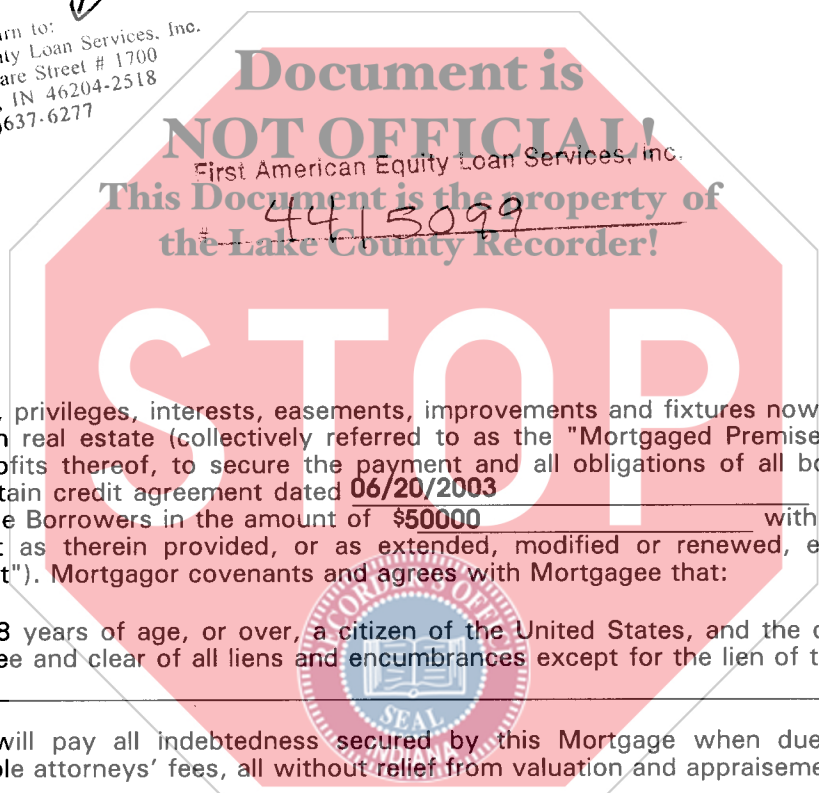 rn to:
ty Loan Services, Inc.
are Street # 1700
, IN 46204-2518
637-6277
Document is
NOT OFFICIAL!
First American Equity Loan Services, Inc.
This Document is the property of
# 4415099
the Lake County Recorder!
STOP
, privileges, interests, easements, improvements and fixtures now
n real estate (collectively referred to as the "Mortgaged Premise
ofits thereof, to secure the payment and all obligations of all bo
tain credit agreement dated 06/20/2003
e Borrowers in the amount of $50000 with
t as therein provided, or as extended, modified or renewed, e
t"). Mortgagor covenants and agrees with Mortgagee that:
8 years of age, or over, a citizen of the United States, and the o
ee and clear of all liens and encumbrances except for the lien of t
RECORDER'S OFFICE
SEAL
INDIANA
will pay all indebtedness secured by this Mortgage when due
le attorneys' fees, all without relief from valuation and appraiseme